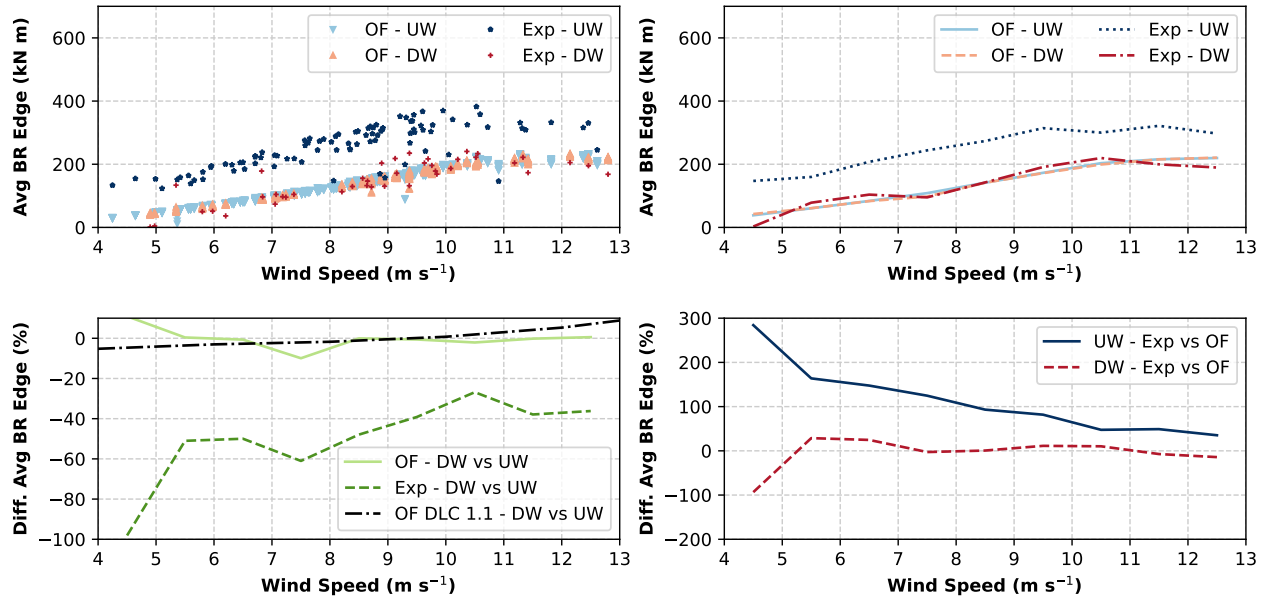 Avg BR Edge (kN m)
600
400
200
0
OF - UW
OF - DW
Exp - UW
Exp - DW
4 5 6 7 8 9 10 11 12 13
Wind Speed (m s⁻¹)
Avg BR Edge (kN m)
600
400
200
0
OF - UW
OF - DW
Exp - UW
Exp - DW
4 5 6 7 8 9 10 11 12 13
Wind Speed (m s⁻¹)
Diff. Avg BR Edge (%)
0
−20
−40
−60
−80
−100
OF - DW vs UW
Exp - DW vs UW
OF DLC 1.1 - DW vs UW
4 5 6 7 8 9 10 11 12 13
Wind Speed (m s⁻¹)
Diff. Avg BR Edge (%)
300
200
100
0
−100
−200
UW - Exp vs OF
DW - Exp vs OF
4 5 6 7 8 9 10 11 12 13
Wind Speed (m s⁻¹)